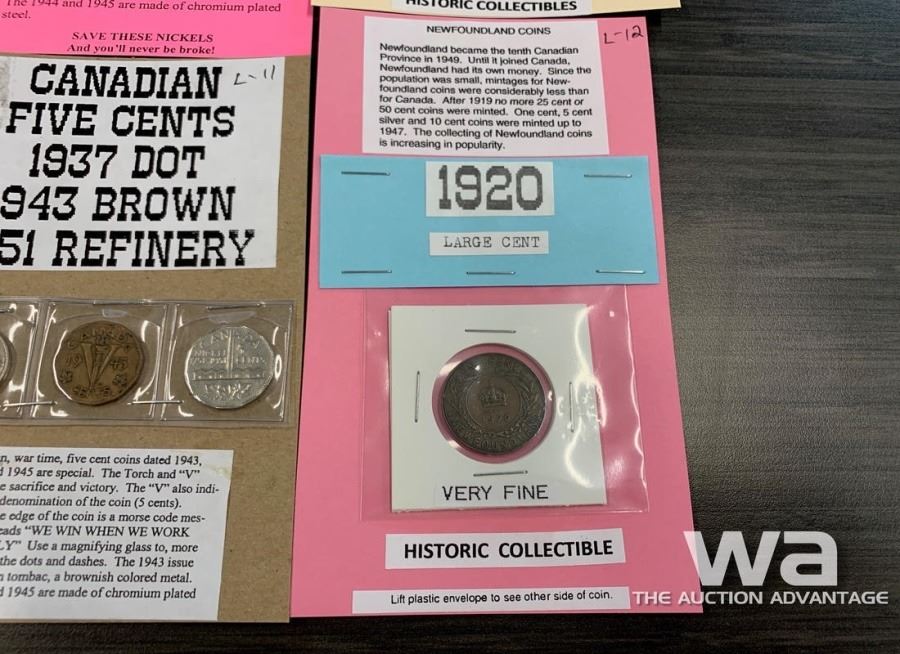 The 1944 and 1945 are made of chromium plated
steel.
SAVE THESE NICKELS
And you'll never be broke!
CANADIAN
FIVE CENTS
1937 DOT
943 BROWN
51 REFINERY
L-11
CANADA
1943
CENTS
CANADA
NICKEL
1751-1951
CENTS
n, war time, five cent coins dated 1943,
1945 are special. The Torch and "V"
e sacrifice and victory. The "V" also indi-
denomination of the coin (5 cents).
e edge of the coin is a morse code mes-
eads "WE WIN WHEN WE WORK
LY" Use a magnifying glass to, more
the dots and dashes. The 1943 issue
tombac, a brownish colored metal.
1945 are made of chromium plated
HISTORIC COLLECTIBLES
NEWFOUNDLAND COINS
L-12
Newfoundland became the tenth Canadian
Province in 1949. Until it joined Canada,
Newfoundland had its own money. Since the
population was small, mintages for New-
foundland coins were considerably less than
for Canada. After 1919 no more 25 cent or
50 cent coins were minted. One cent, 5 cent
silver and 10 cent coins were minted up to
1947. The collecting of Newfoundland coins
is increasing in popularity.
1920
LARGE CENT
VERY FINE
HISTORIC COLLECTIBLE
Lift plastic envelope to see other side of coin.
wa
THE AUCTION ADVANTAGE